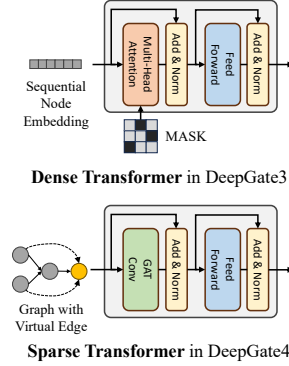 Multi-Head
Attention
Add & Norm
Feed
Forward
Add & Norm
Sequential
Node
Embedding
MASK
Dense Transformer in DeepGate3
GAT
Conv
Add & Norm
Feed
Forward
Add & Norm
Graph with
Virtual Edge
Sparse Transformer in DeepGate4